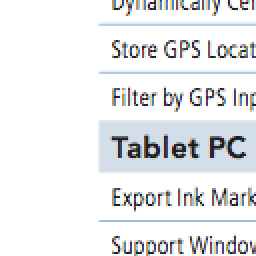 Dynamically Cen
Store GPS Locat
Filter by GPS Inp
Tablet PC
Export Ink Mark
Support Window